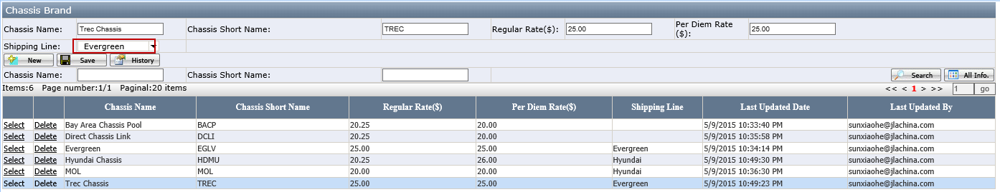 Chassis Brand
Chassis Name: Trec Chassis Chassis Short Name: TREC Regular Rate($): 25.00 Per Diem Rate ($): 25.00
Shipping Line: Evergreen
New Save History
Chassis Name: Chassis Short Name: Search All Info.
Items:6 Page number:1/1 Paginal:20 items << < 1 > >> 1 go
Chassis Name Chassis Short Name Regular Rate($) Per Diem Rate($) Shipping Line Last Updated Date Last Updated By
Select Delete Bay Area Chassis Pool BACP 20.25 20.00 5/9/2015 10:33:40 PM sunxiaohe@jlachina.com
Select Delete Direct Chassis Link DCLI 20.25 20.00 5/9/2015 10:35:58 PM sunxiaohe@jlachina.com
Select Delete Evergreen EGLV 25.00 25.00 Evergreen 5/9/2015 10:34:14 PM sunxiaohe@jlachina.com
Select Delete Hyundai Chassis HDMU 20.25 26.00 Hyundai 5/9/2015 10:49:30 PM sunxiaohe@jlachina.com
Select Delete MOL MOL 20.00 20.00 Hyundai 5/9/2015 10:36:30 PM sunxiaohe@jlachina.com
Select Delete Trec Chassis TREC 25.00 25.00 Evergreen 5/9/2015 10:49:23 PM sunxiaohe@jlachina.com